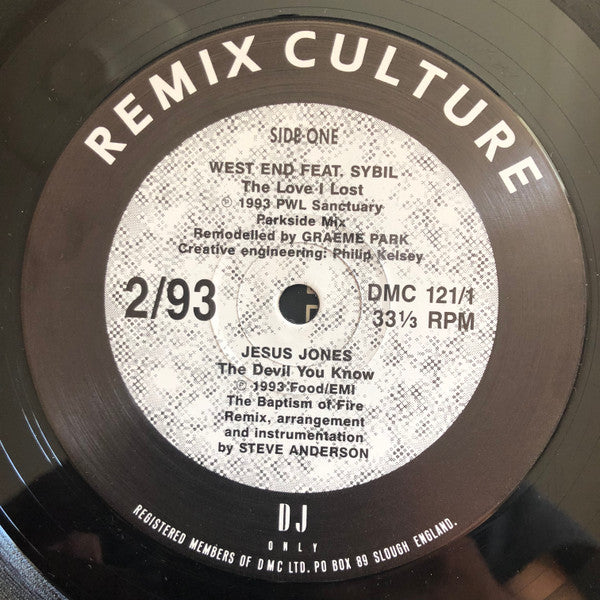 REMIX CULTURE
SIDE ONE
WEST END FEAT. SYBIL
The Love I Lost
℗ 1993 PWL Sanctuary
Parkside Mix
Remodelled by GRAEME PARK
Creative engineering: Philip Kelsey
2/93
DMC 121/1
33⅓ RPM
JESUS JONES
The Devil You Know
℗ 1993 Food/EMI
The Baptism of Fire
Remix, arrangement
and instrumentation
by STEVE ANDERSON
DJ
ONLY
REGISTERED MEMBERS OF DMC LTD. PO BOX 89 SLOUGH ENGLAND.